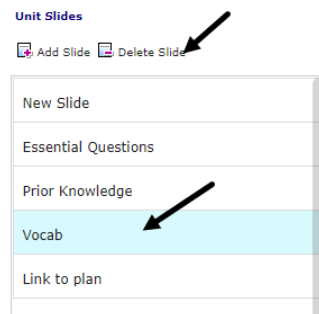 Unit Slides
Add Slide Delete Slide
New Slide
Essential Questions
Prior Knowledge
Vocab
Link to plan